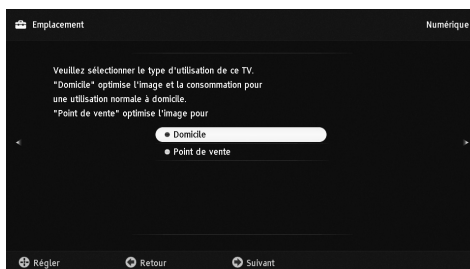 Emplacement
Numérique
Veuillez sélectionner le type d'utilisation de ce TV.
"Domicile" optimise l'image et la consommation pour
une utilisation normale à domicile.
"Point de vente" optimise l'image pour
Domicile
Point de vente
Régler
Retour
Suivant